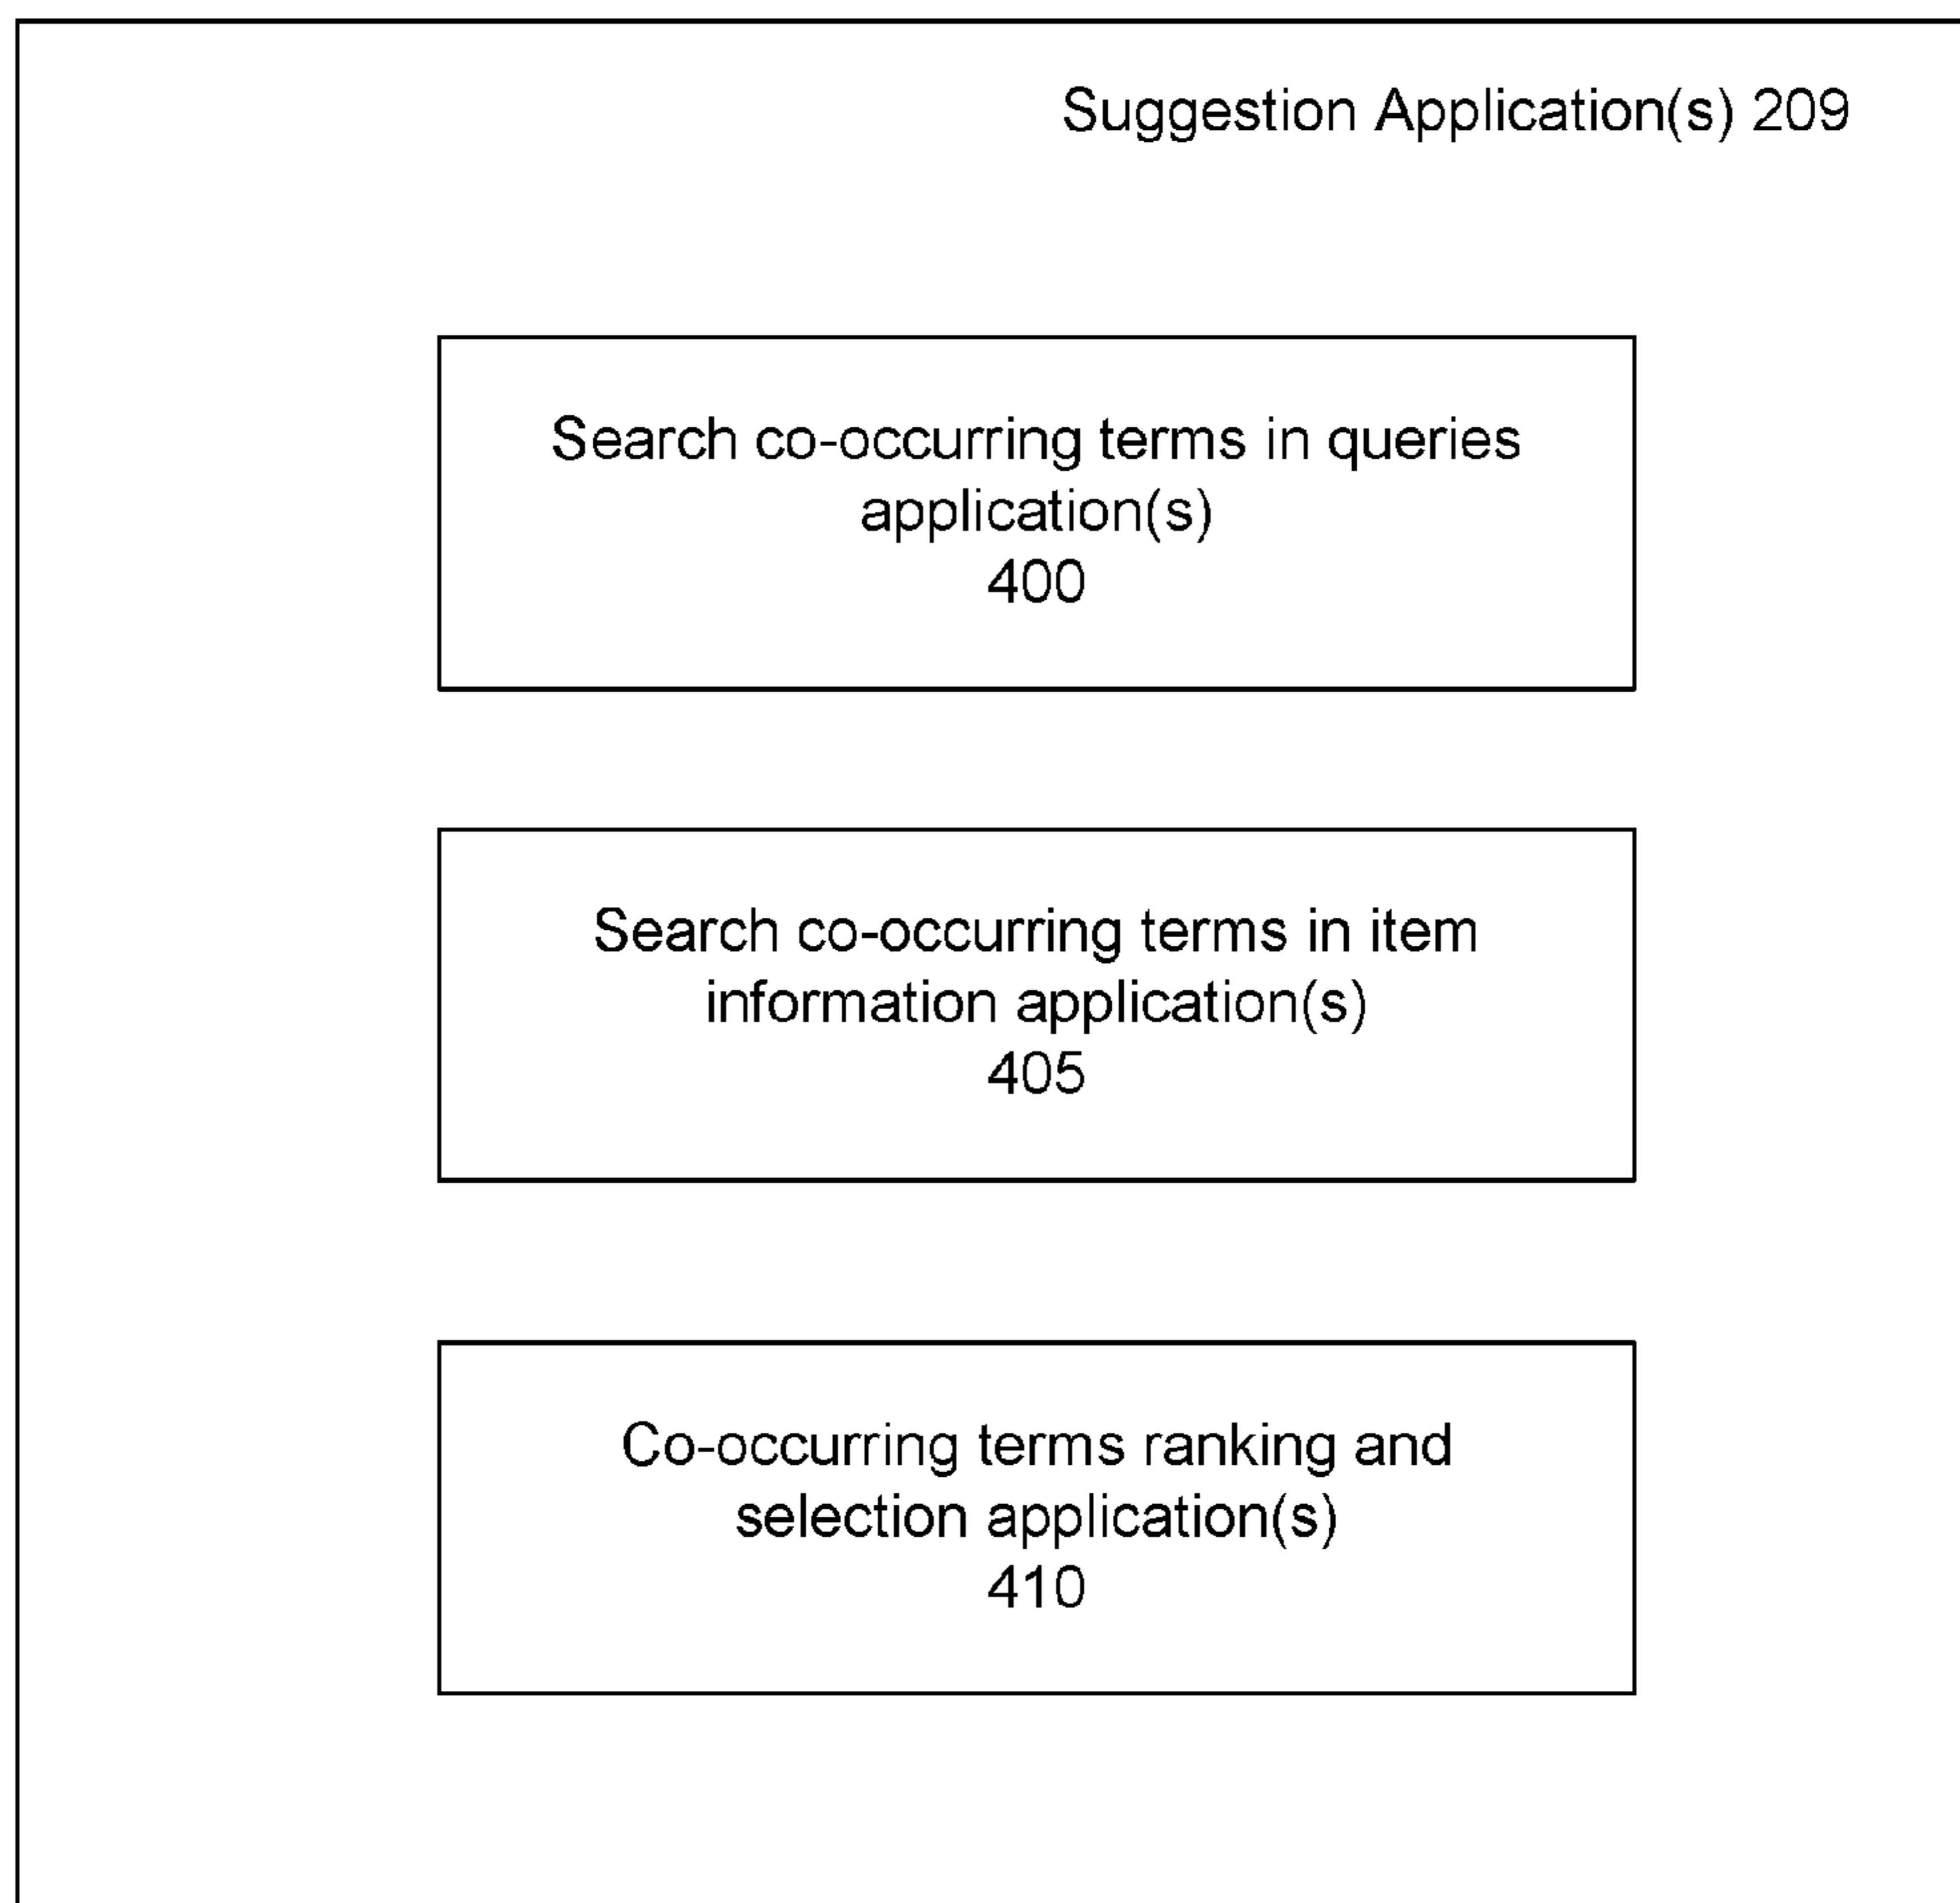 Suggestion Application(s) 209
Search co-occurring terms in queries
application(s)
400
Search co-occurring terms in item
information application(s)
405
Co-occurring terms ranking and
selection application(s)
410